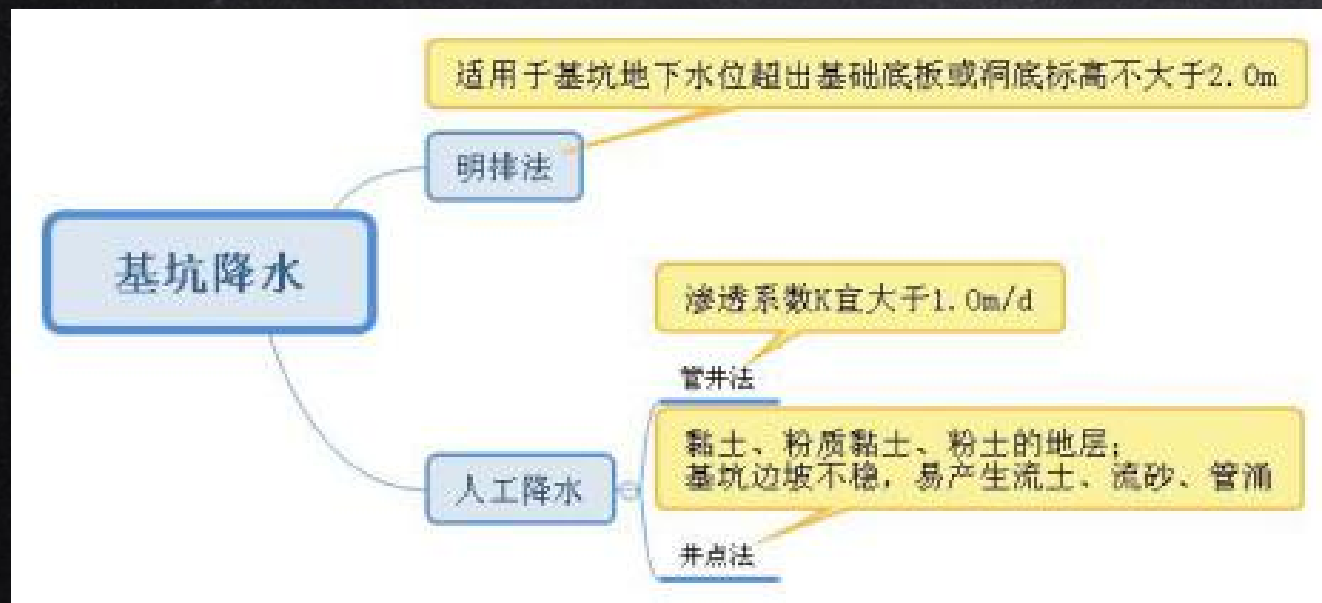 适用于基坑地下水位超出基础底板或洞底标高不大于2.0m
明排法
基坑降水
渗透系数K宜大于1.0m/d
管井法
黏土、粉质黏土、粉土的地层；
基坑边坡不稳，易产生流土、流砂、管涌
人工降水
井点法